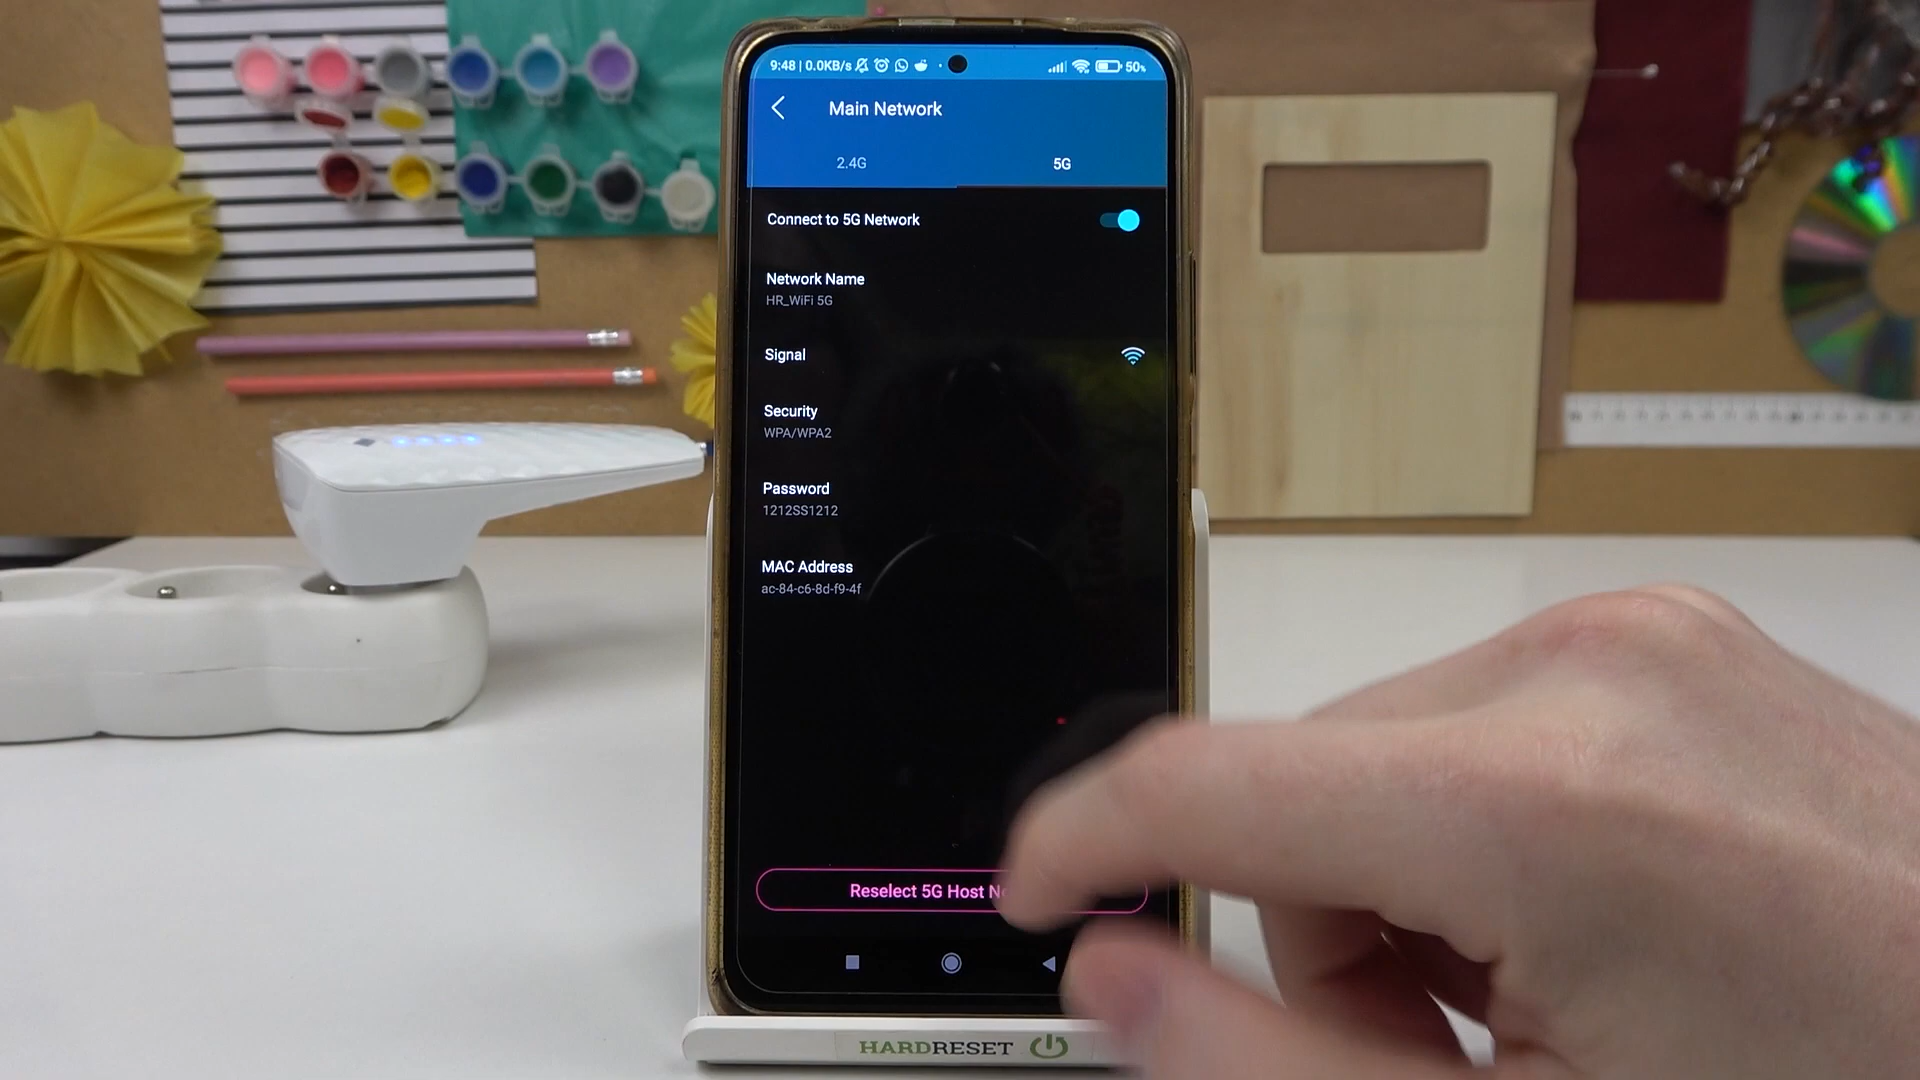 9:48 | 0.0KB/s
50%
Main Network
2.4G
5G
Connect to 5G Network
Network Name
HR_WiFi 5G
Signal
Security
WPA/WPA2
Password
1212SS1212
MAC Address
ac-84-c6-8d-f9-4f
Reselect 5G Host
HARDRESET